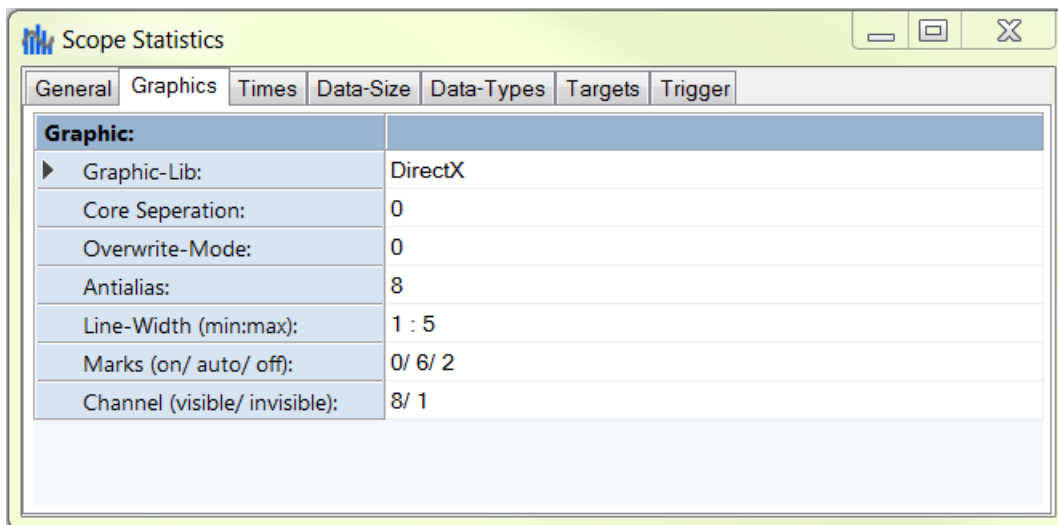 Scope Statistics
General Graphics Times Data-Size Data-Types Targets Trigger
Graphic:
Graphic-Lib: DirectX
Core Seperation: 0
Overwrite-Mode: 0
Antialias: 8
Line-Width (min:max): 1 : 5
Marks (on/ auto/ off): 0/ 6/ 2
Channel (visible/ invisible): 8/ 1